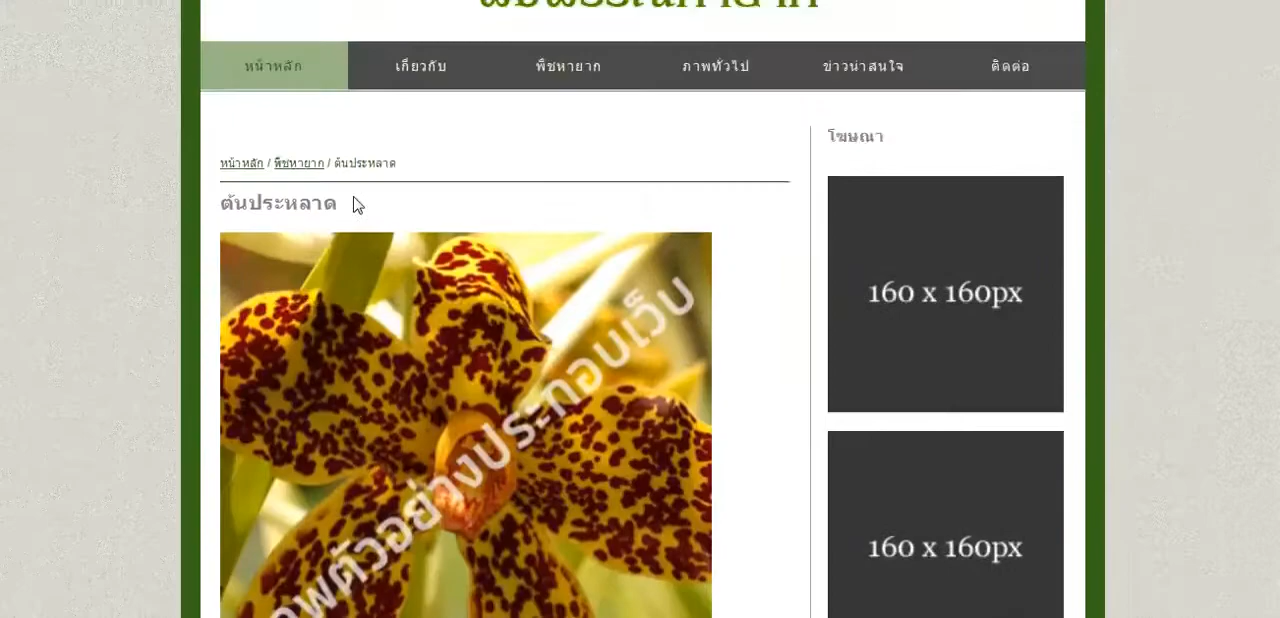 หน้าหลัก
เกี่ยวกับ
พืชหายาก
ภาพทั่วไป
ข่าวน่าสนใจ
ติดต่อ
หน้าหลัก / พืชหายาก / ต้นประหลาด
ต้นประหลาด
ภาพตัวอย่างประกอบเว็บ
โฆษณา
160 x 160px
160 x 160px